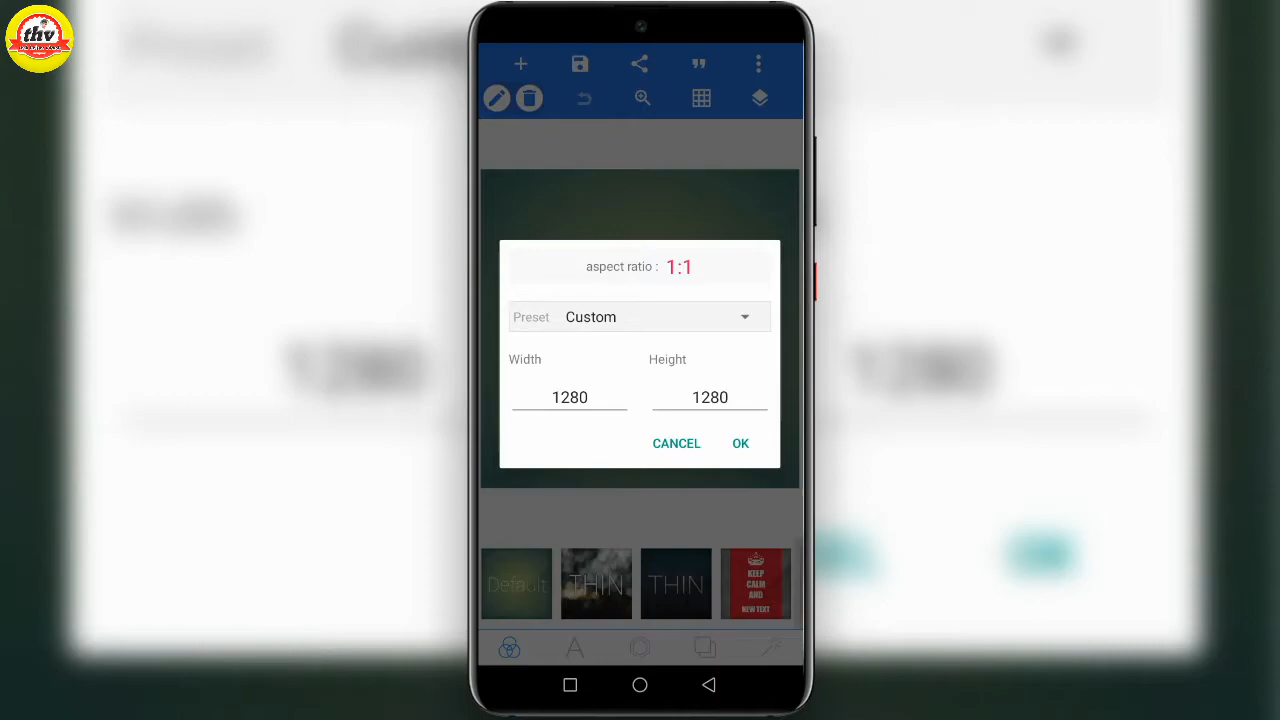 thv
aspect ratio : 1:1
Preset Custom
Width Height
1280 1280
CANCEL OK
Default
THIN
THIN
KEEP
CALM
AND
NEW TEXT
A